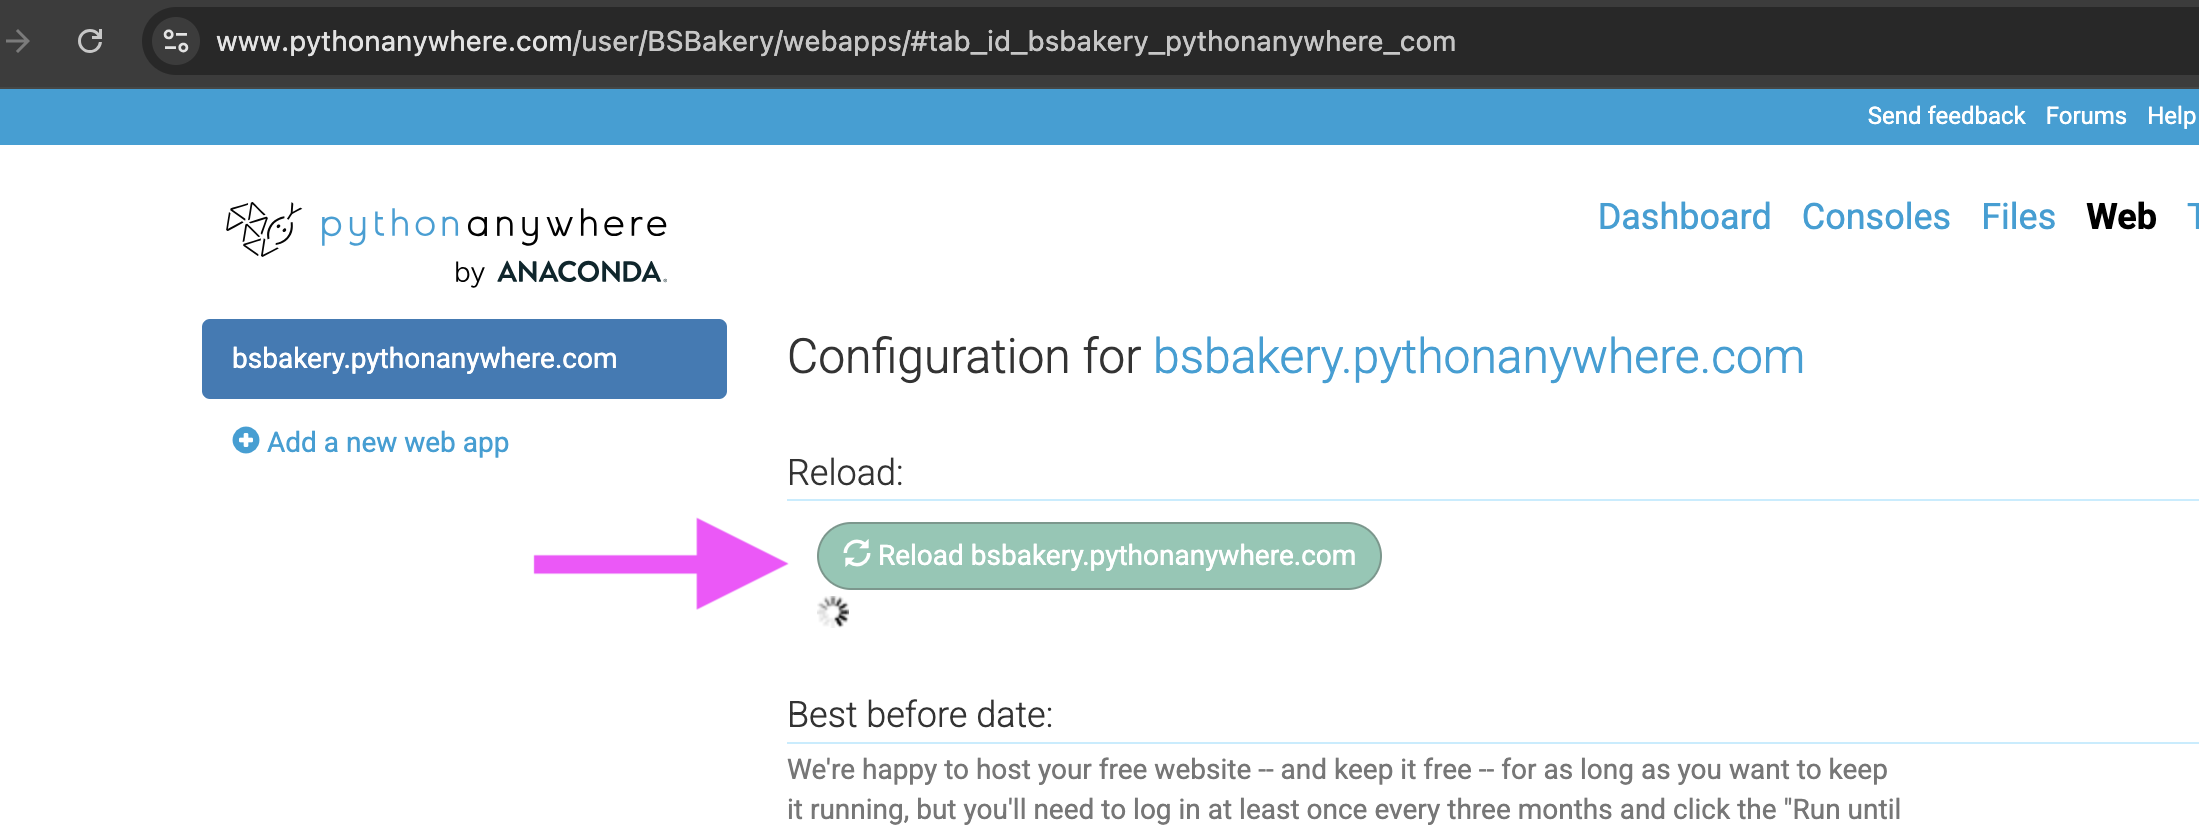 www.pythonanywhere.com/user/BSBakery/webapps/#tab_id_bsbakery_pythonanywhere_com
Send feedback Forums Help
pythonanywhere
by ANACONDA.
Dashboard Consoles Files Web T
bsbakery.pythonanywhere.com
Add a new web app
Configuration for bsbakery.pythonanywhere.com
Reload:
Reload bsbakery.pythonanywhere.com
Best before date:
We're happy to host your free website -- and keep it free -- for as long as you want to keep
it running, but you'll need to log in at least once every three months and click the "Run until